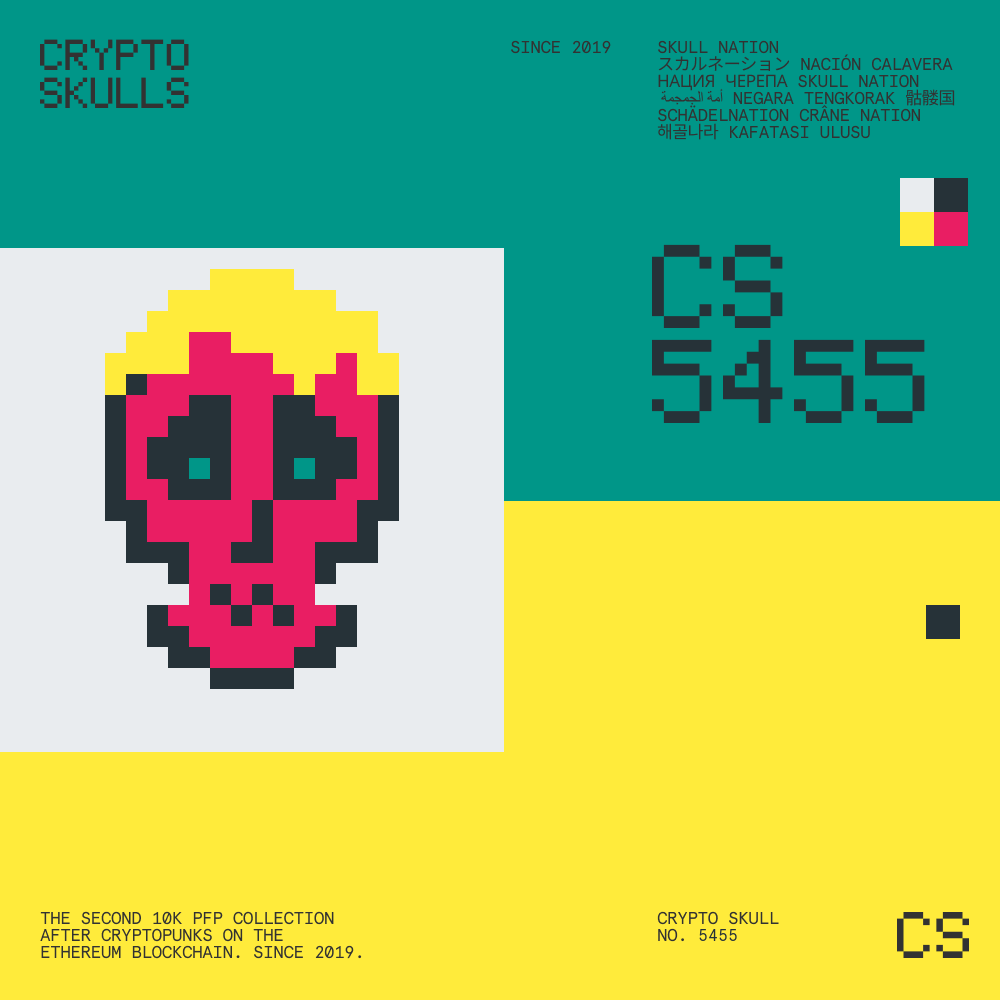 CRYPTO
SKULLS
SINCE 2019
SKULL NATION
スカルネーション NACIÓN CALAVERA
НАЦИЯ ЧЕРЕПА SKULL NATION
أمة الجمجمة NEGARA TENGKORAK 骷髅国
SCHÄDELNATION CRÂNE NATION
해골나라 KAFATASI ULUSU
CS
5455
THE SECOND 10K PFP COLLECTION
AFTER CRYPTOPUNKS ON THE
ETHEREUM BLOCKCHAIN. SINCE 2019.
CRYPTO SKULL
NO. 5455
CS